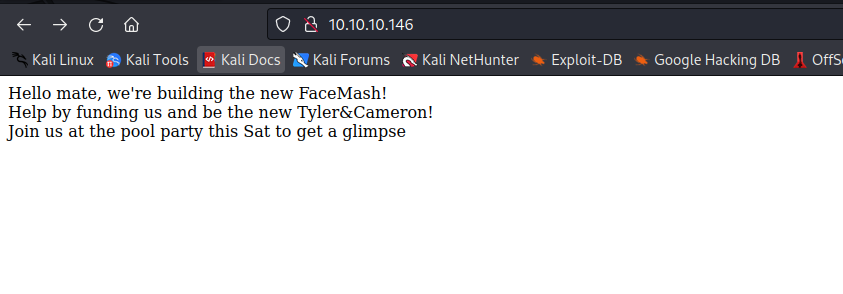 10.10.10.146
Kali Linux Kali Tools Kali Docs Kali Forums Kali NetHunter Exploit-DB Google Hacking DB OffS
Hello mate, we're building the new FaceMash!
Help by funding us and be the new Tyler&Cameron!
Join us at the pool party this Sat to get a glimpse